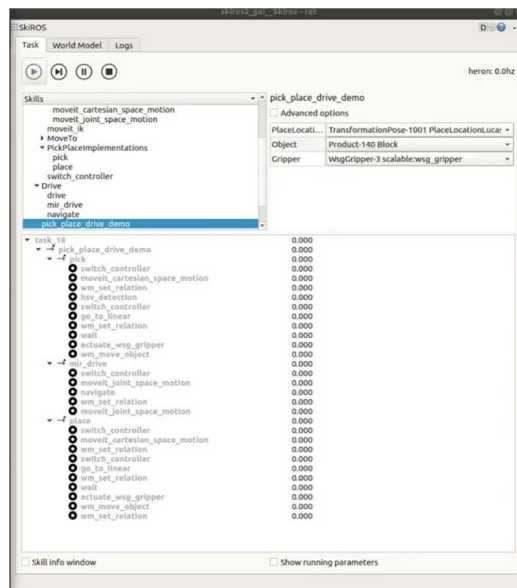 skiros2_gui__Skiros - rqt
SkiROS
D
Task World Model Logs
heron: 0.0hz
Skills
moveit_cartesian_space_motion
moveit_joint_space_motion
moveit_ik
MoveTo
PickPlaceImplementations
pick
place
switch_controller
Drive
drive
mir_drive
navigate
pick_place_drive_demo
pick_place_drive_demo
Advanced options
PlaceLocati... TransformationPose-1001 PlaceLocationLucas
Object Product-140 Block
Gripper WsgGripper-3 scalable:wsg_gripper
task_18 0.000
pick_place_drive_demo 0.000
pick 0.000
switch_controller 0.000
moveit_cartesian_space_motion 0.000
wm_set_relation 0.000
hsv_detection 0.000
switch_controller 0.000
go_to_linear 0.000
wm_set_relation 0.000
wait 0.000
actuate_wsg_gripper 0.000
wm_move_object 0.000
mir_drive 0.000
switch_controller 0.000
moveit_joint_space_motion 0.000
navigate 0.000
wm_set_relation 0.000
moveit_joint_space_motion 0.000
place 0.000
switch_controller 0.000
moveit_cartesian_space_motion 0.000
wm_set_relation 0.000
switch_controller 0.000
go_to_linear 0.000
wm_set_relation 0.000
wait 0.000
actuate_wsg_gripper 0.000
wm_move_object 0.000
wm_set_relation 0.000
Skill info window
Show running parameters